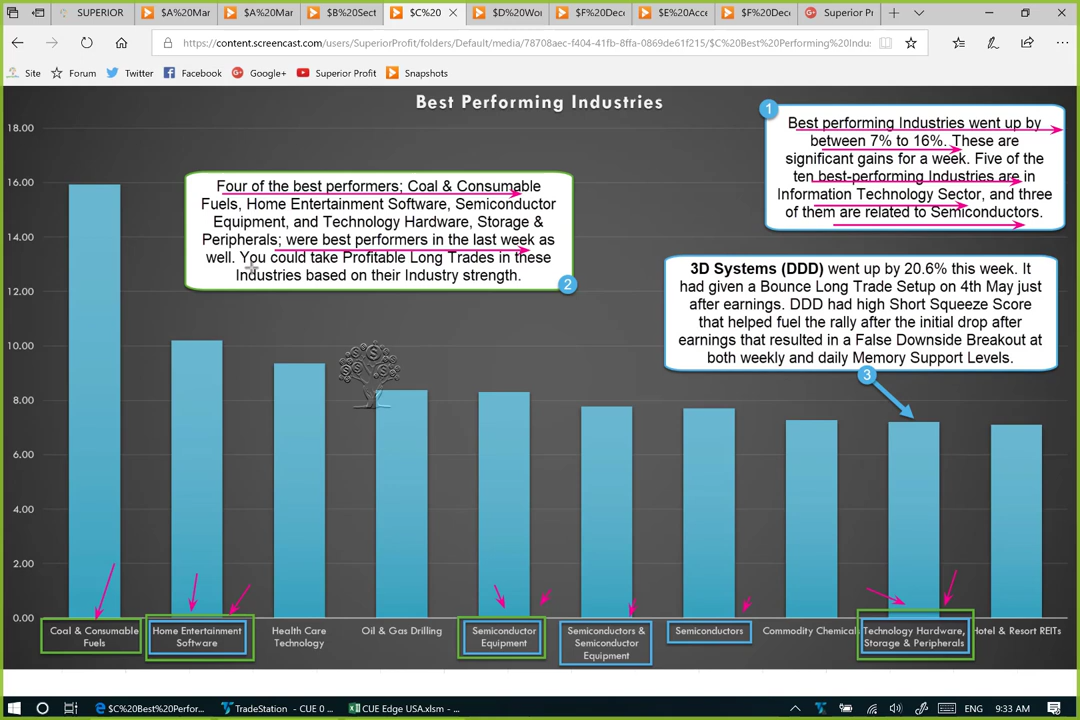 SUPERIOR
$A%20Mar
$A%20Mar
$B%20Sect
$C%20
$D%20Wor
$F%20Dec
$E%20Acce
$F%20Dec
Superior Pr
https://content.screencast.com/users/SuperiorProfit/folders/Default/media/78708aec-f404-41fb-8ffa-0869de61f215/$C%20Best%20Performing%20Indus
Site
Forum
Twitter
Facebook
Google+
Superior Profit
Snapshots
Best Performing Industries
1
Best performing Industries went up by
between 7% to 16%. These are
significant gains for a week. Five of the
ten best-performing Industries are in
Information Technology Sector, and three
of them are related to Semiconductors.
Four of the best performers; Coal & Consumable
Fuels, Home Entertainment Software, Semiconductor
Equipment, and Technology Hardware, Storage &
Peripherals; were best performers in the last week as
well. You could take Profitable Long Trades in these
Industries based on their Industry strength.
2
3D Systems (DDD) went up by 20.6% this week. It
had given a Bounce Long Trade Setup on 4th May just
after earnings. DDD had high Short Squeeze Score
that helped fuel the rally after the initial drop after
earnings that resulted in a False Downside Breakout at
both weekly and daily Memory Support Levels.
3
18.00
16.00
14.00
12.00
10.00
8.00
6.00
4.00
2.00
0.00
Coal & Consumable
Fuels
Home Entertainment
Software
Health Care
Technology
Oil & Gas Drilling
Semiconductor
Equipment
Semiconductors &
Semiconductor
Equipment
Semiconductors
Commodity Chemicals
Technology Hardware,
Storage & Peripherals
Hotel & Resort REITs
$C%20Best%20Perfor...
TradeStation - CUE 0 ...
CUE Edge USA.xlsm - ...
ENG
9:33 AM